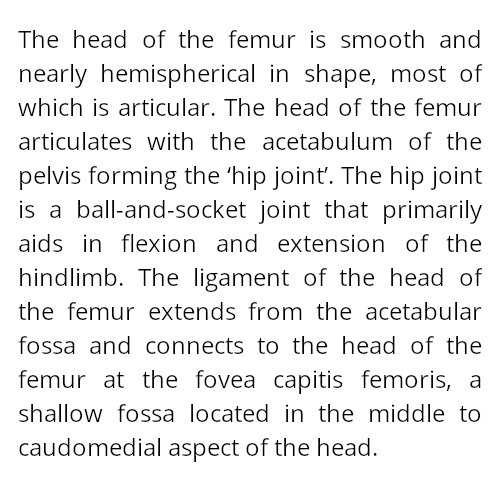 The head of the femur is smooth and
nearly hemispherical in shape, most of
which is articular. The head of the femur
articulates with the acetabulum of the
pelvis forming the ‘hip joint’. The hip joint
is a ball-and-socket joint that primarily
aids in flexion and extension of the
hindlimb. The ligament of the head of
the femur extends from the acetabular
fossa and connects to the head of the
femur at the fovea capitis femoris, a
shallow fossa located in the middle to
caudomedial aspect of the head.